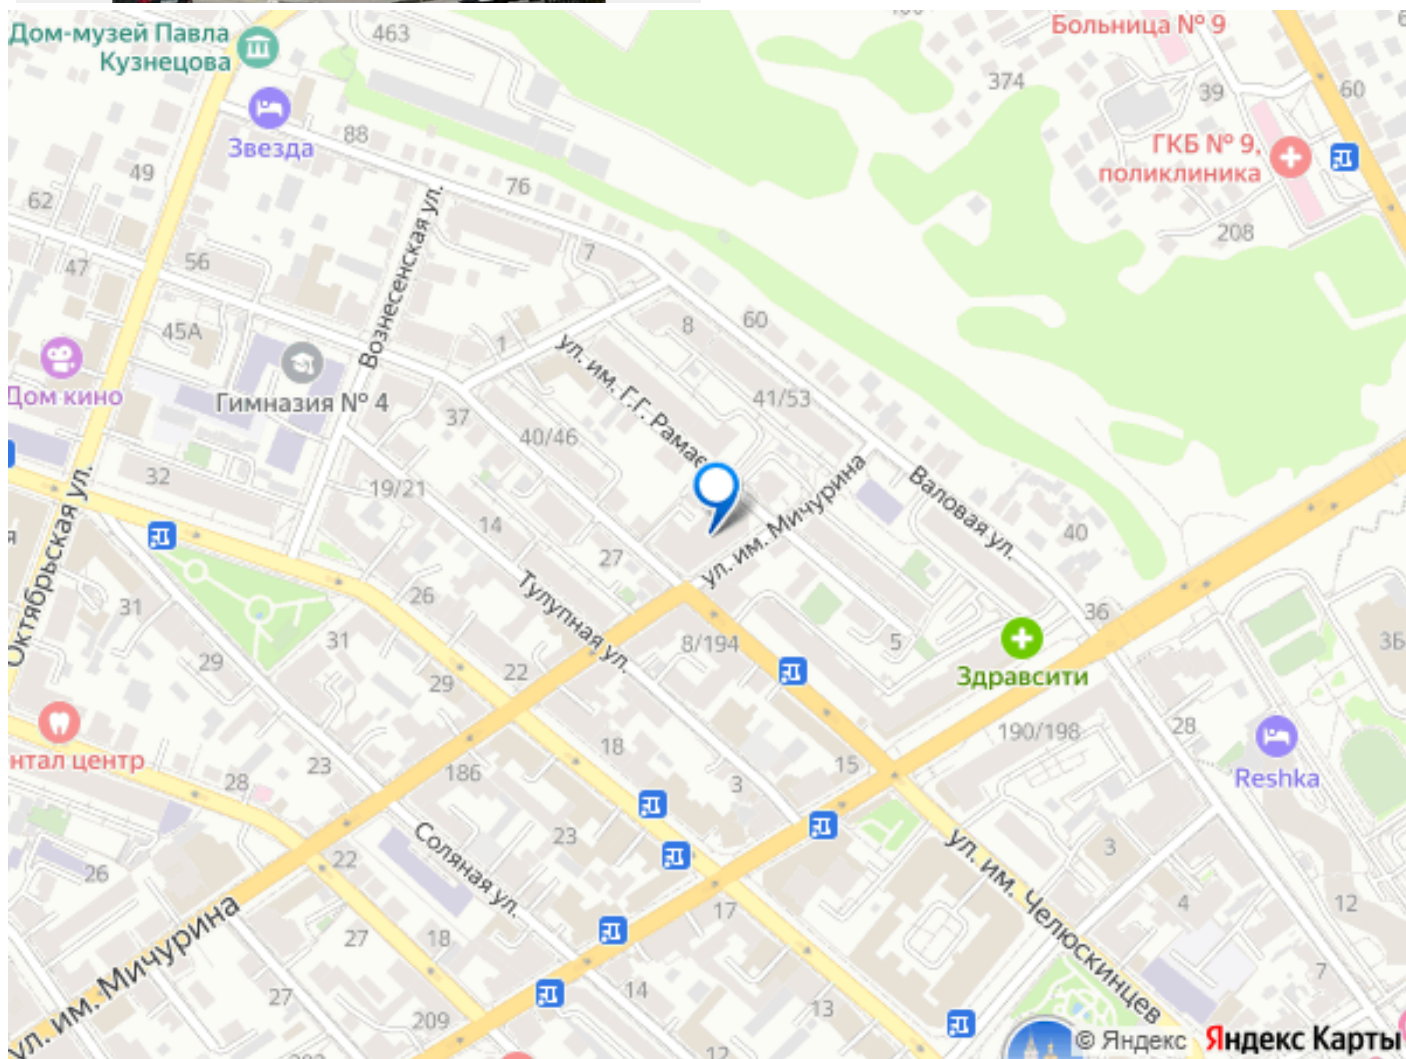 Дом-музей Павла
Кузнецова
463
Больница № 9
374
39
60
Звезда
88
ГКБ № 9,
поликлиника
49
76
62
208
Вознесенская ул.
7
56
47
45А
8
60
1
ул. им. Г.Г. Рамае
Дом кино
Гимназия № 4
41/53
37
40/46
32
19/21
14
ул. им. Мичурина
Валовая ул.
40
Октябрьская ул.
27
Тулупная ул.
26
31
31
36
8/194
5
3Б
29
22
29
Здравсити
190/198
28
нтал центр
23
28
18
186
15
3
Reshka
Соляная ул.
23
22
26
ул. им. Челюскинцев
3
4
12
ул. им. Мичурина
17
27
18
7
27
14
13
209
12
© Яндекс Яндекс Карты